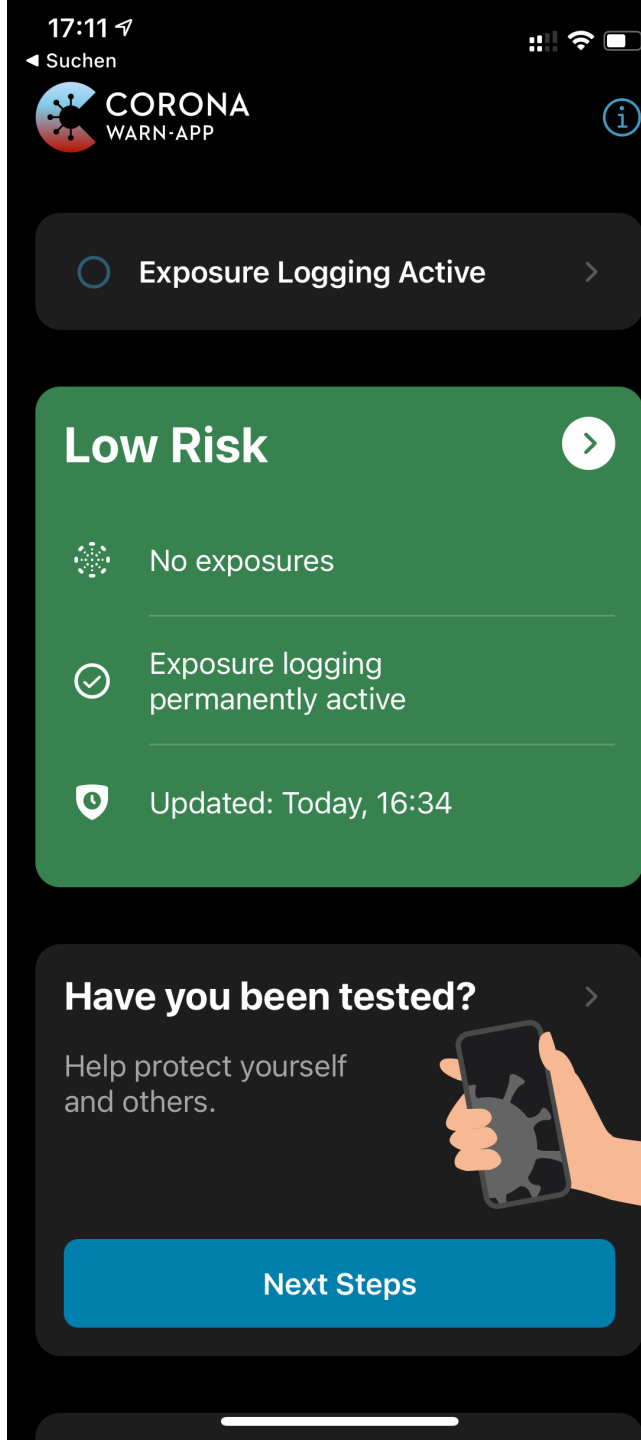 17:11
◀ Suchen
CORONA
WARN-APP
i
Exposure Logging Active
Low Risk
No exposures
Exposure logging
permanently active
Updated: Today, 16:34
Have you been tested?
Help protect yourself
and others.
Next Steps